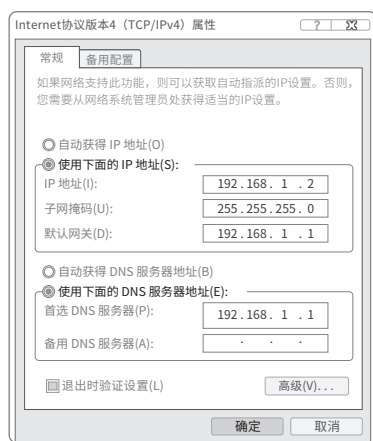 Internet协议版本4（TCP/IPv4）属性
常规 备用配置
如果网络支持此功能，则可以获取自动指派的IP设置。否则，
您需要从网络系统管理员处获得适当的IP设置。
自动获得 IP 地址(O)
使用下面的 IP 地址(S):
IP 地址(I): 192.168. 1 . 2
子网掩码(U): 255.255.255. 0
默认网关(D): 192.168. 1 . 1
自动获得 DNS 服务器地址(B)
使用下面的 DNS 服务器地址(E):
首选 DNS 服务器(P): 192.168. 1 . 1
备用 DNS 服务器(A): . . .
退出时验证设置(L) 高级(V)...
确定 取消